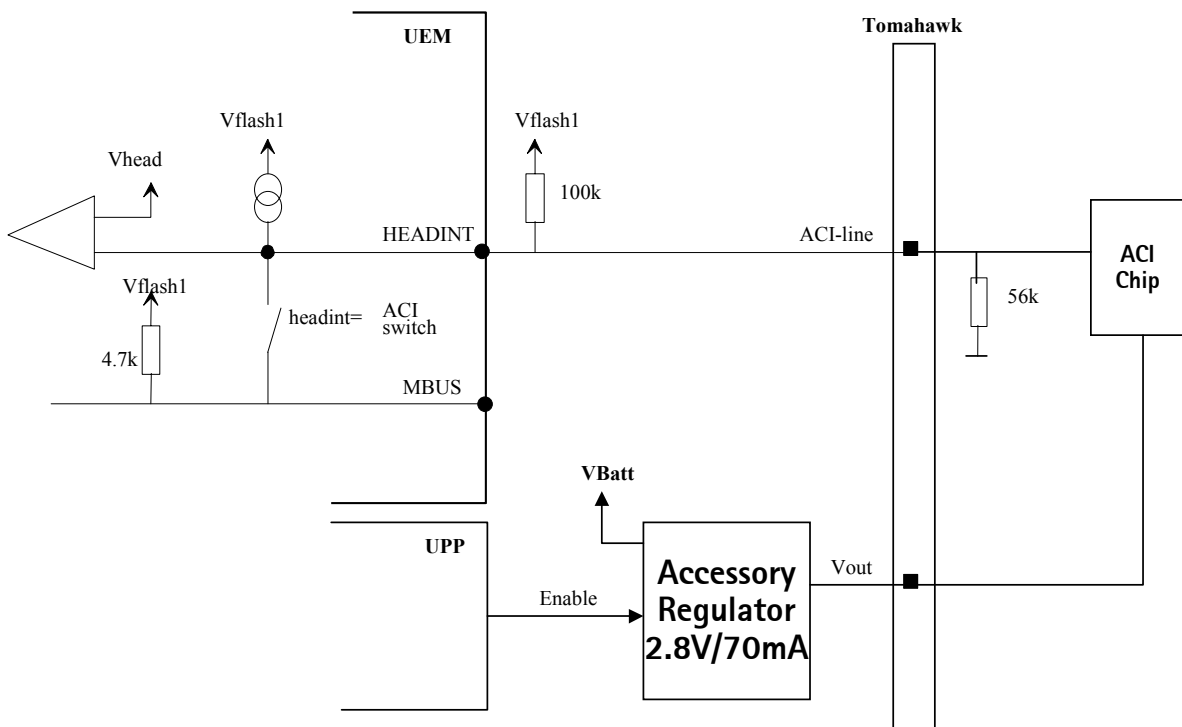 Tomahawk
UEM
Vflash1
Vflash1
Vhead
100k
HEADINT
ACI-line
ACI
Chip
Vflash1
56k
headint=
ACI
switch
4.7k
MBUS
VBatt
UPP
Accessory
Regulator
2.8V/70mA
Vout
Enable